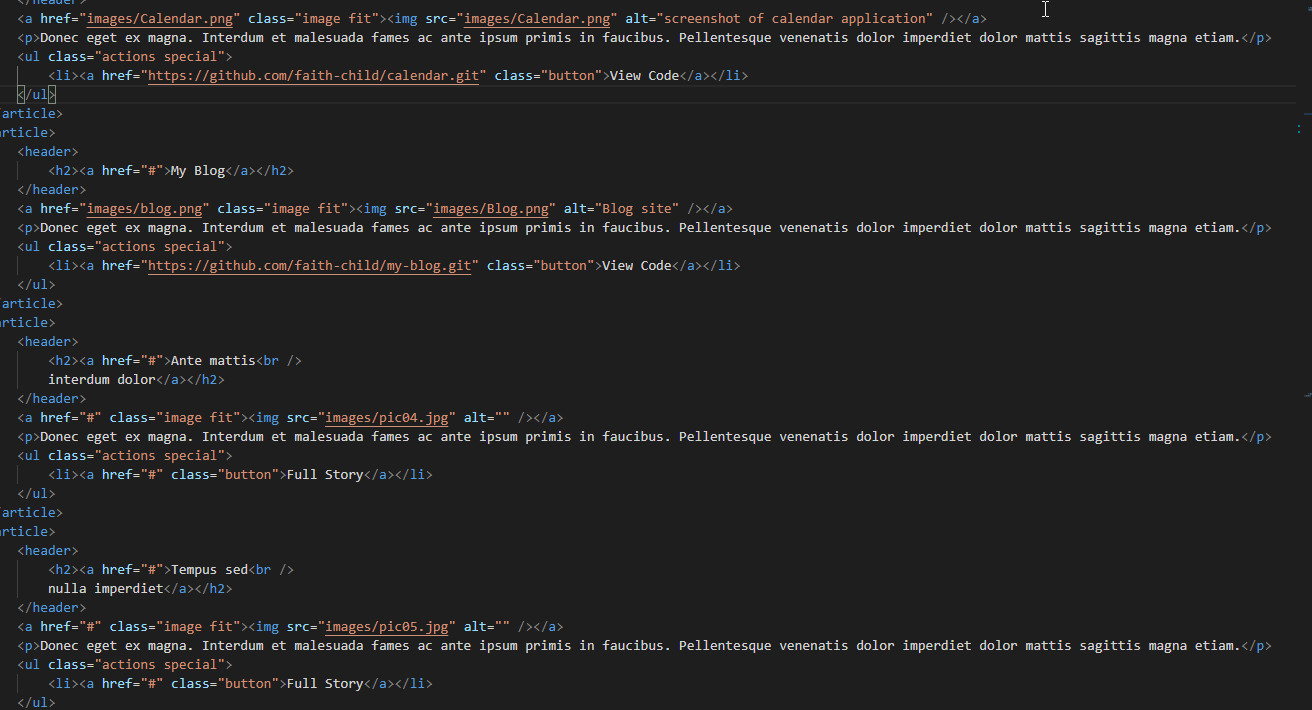 </header>
<a href="images/Calendar.png" class="image fit"><img src="images/Calendar.png" alt="screenshot of calendar application" /></a>
<p>Donec eget ex magna. Interdum et malesuada fames ac ante ipsum primis in faucibus. Pellentesque venenatis dolor imperdiet dolor mattis sagittis magna etiam.</p>
<ul class="actions special">
<li><a href="https://github.com/faith-child/calendar.git" class="button">View Code</a></li>
</ul>
/article>
article>
<header>
<h2><a href="#">My Blog</a></h2>
</header>
<a href="images/blog.png" class="image fit"><img src="images/Blog.png" alt="Blog site" /></a>
<p>Donec eget ex magna. Interdum et malesuada fames ac ante ipsum primis in faucibus. Pellentesque venenatis dolor imperdiet dolor mattis sagittis magna etiam.</p>
<ul class="actions special">
<li><a href="https://github.com/faith-child/my-blog.git" class="button">View Code</a></li>
</ul>
/article>
article>
<header>
<h2><a href="#">Ante mattis<br />
interdum dolor</a></h2>
</header>
<a href="#" class="image fit"><img src="images/pic04.jpg" alt="" /></a>
<p>Donec eget ex magna. Interdum et malesuada fames ac ante ipsum primis in faucibus. Pellentesque venenatis dolor imperdiet dolor mattis sagittis magna etiam.</p>
<ul class="actions special">
<li><a href="#" class="button">Full Story</a></li>
</ul>
/article>
article>
<header>
<h2><a href="#">Tempus sed<br />
nulla imperdiet</a></h2>
</header>
<a href="#" class="image fit"><img src="images/pic05.jpg" alt="" /></a>
<p>Donec eget ex magna. Interdum et malesuada fames ac ante ipsum primis in faucibus. Pellentesque venenatis dolor imperdiet dolor mattis sagittis magna etiam.</p>
<ul class="actions special">
<li><a href="#" class="button">Full Story</a></li>
</ul>